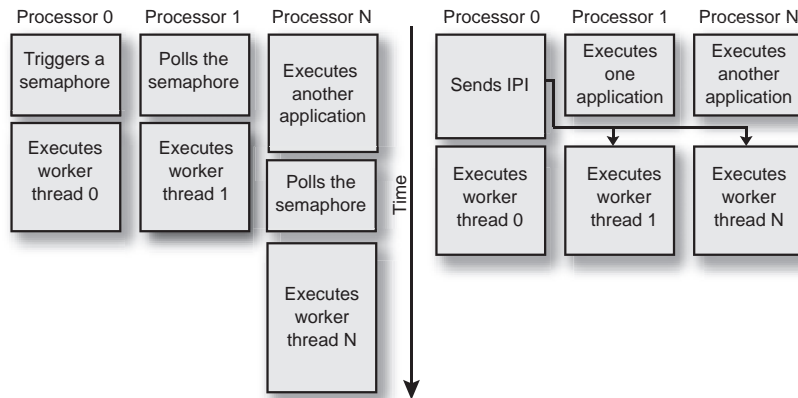 Processor 0
Processor 1
Processor N
Triggers a
semaphore
Polls the
semaphore
Executes
another
application
Executes
worker
thread 0
Executes
worker
thread 1
Polls the
semaphore
Executes
worker
thread N
Time
Processor 0
Processor 1
Processor N
Sends IPI
Executes
one
application
Executes
another
application
Executes
worker
thread 0
Executes
worker
thread 1
Executes
worker
thread N